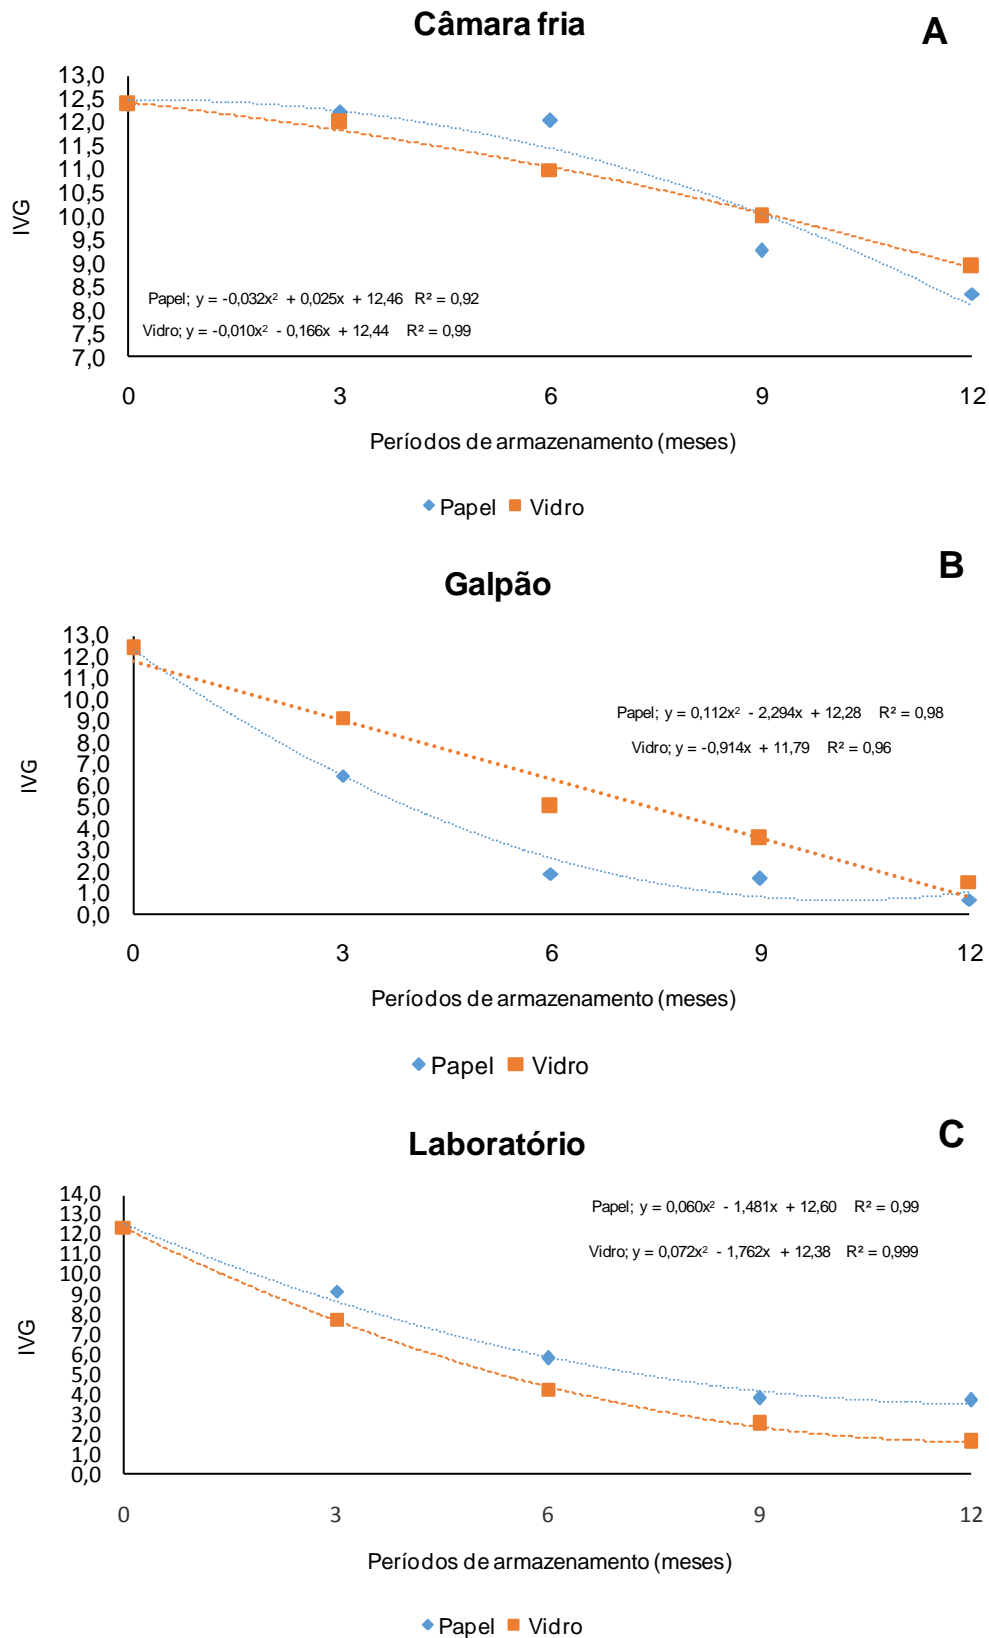 Câmara fria
A
13,0
12,5
12,0
11,5
11,0
10,5
10,0
9,5
9,0
8,5
8,0
7,5
7,0
IVG
Papel; y = -0,032x² + 0,025x + 12,46 R² = 0,92
Vidro; y = -0,010x² - 0,166x + 12,44 R² = 0,99
0 3 6 9 12
Períodos de armazenamento (meses)
Papel Vidro
Galpão
B
13,0
12,0
11,0
10,0
9,0
8,0
7,0
6,0
5,0
4,0
3,0
2,0
1,0
0,0
IVG
Papel; y = 0,112x² - 2,294x + 12,28 R² = 0,98
Vidro; y = -0,914x + 11,79 R² = 0,96
0 3 6 9 12
Períodos de armazenamento (meses)
Papel Vidro
Laboratório
C
14,0
13,0
12,0
11,0
10,0
9,0
8,0
7,0
6,0
5,0
4,0
3,0
2,0
1,0
0,0
IVG
Papel; y = 0,060x² - 1,481x + 12,60 R² = 0,99
Vidro; y = 0,072x² - 1,762x + 12,38 R² = 0,999
0 3 6 9 12
Períodos de armazenamento (meses)
Papel Vidro